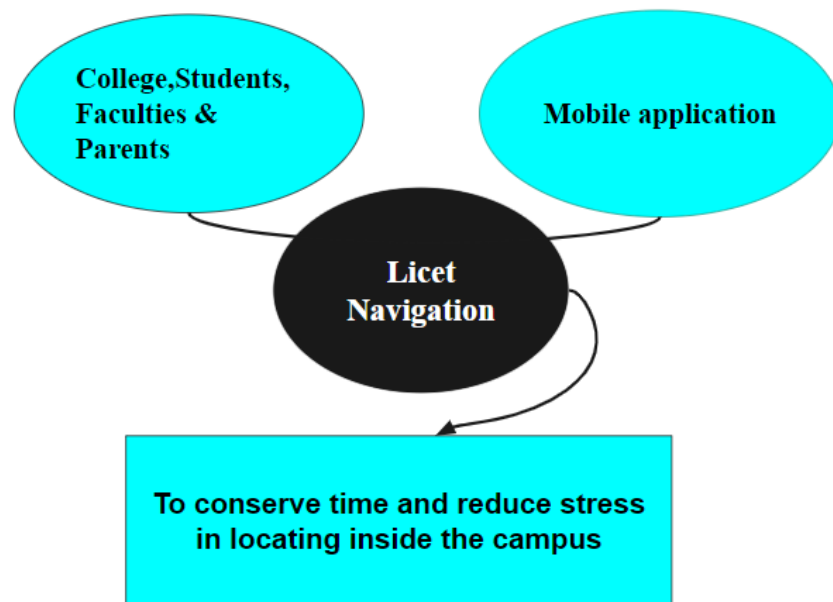 College,Students,
Faculties &
Parents
Mobile application
Licet
Navigation
To conserve time and reduce stress
in locating inside the campus